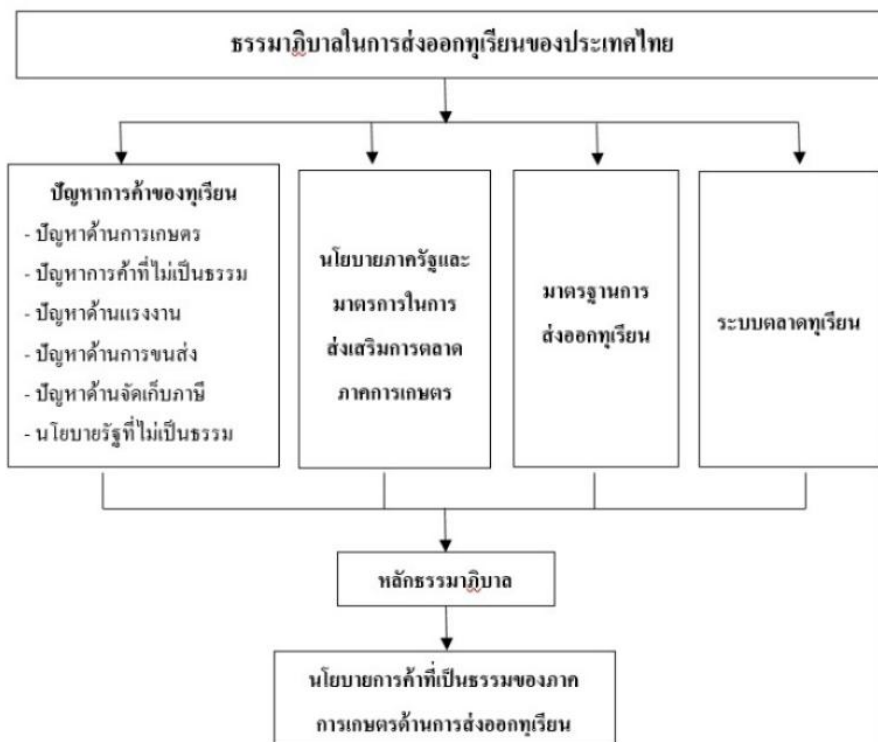 ธรรมาภิบาลในการส่งออกทุเรียนของประเทศไทย
ปัญหาการค้าของทุเรียน
- ปัญหาด้านการเกษตร
- ปัญหาการค้าที่ไม่เป็นธรรม
- ปัญหาด้านแรงงาน
- ปัญหาด้านการขนส่ง
- ปัญหาด้านจัดเก็บภาษี
- นโยบายรัฐที่ไม่เป็นธรรม
นโยบายภาครัฐและ
มาตรการในการ
ส่งเสริมการตลาด
ภาคการเกษตร
มาตรฐานการ
ส่งออกทุเรียน
ระบบตลาดทุเรียน
หลักธรรมาภิบาล
นโยบายการค้าที่เป็นธรรมของภาค
การเกษตรด้านการส่งออกทุเรียน